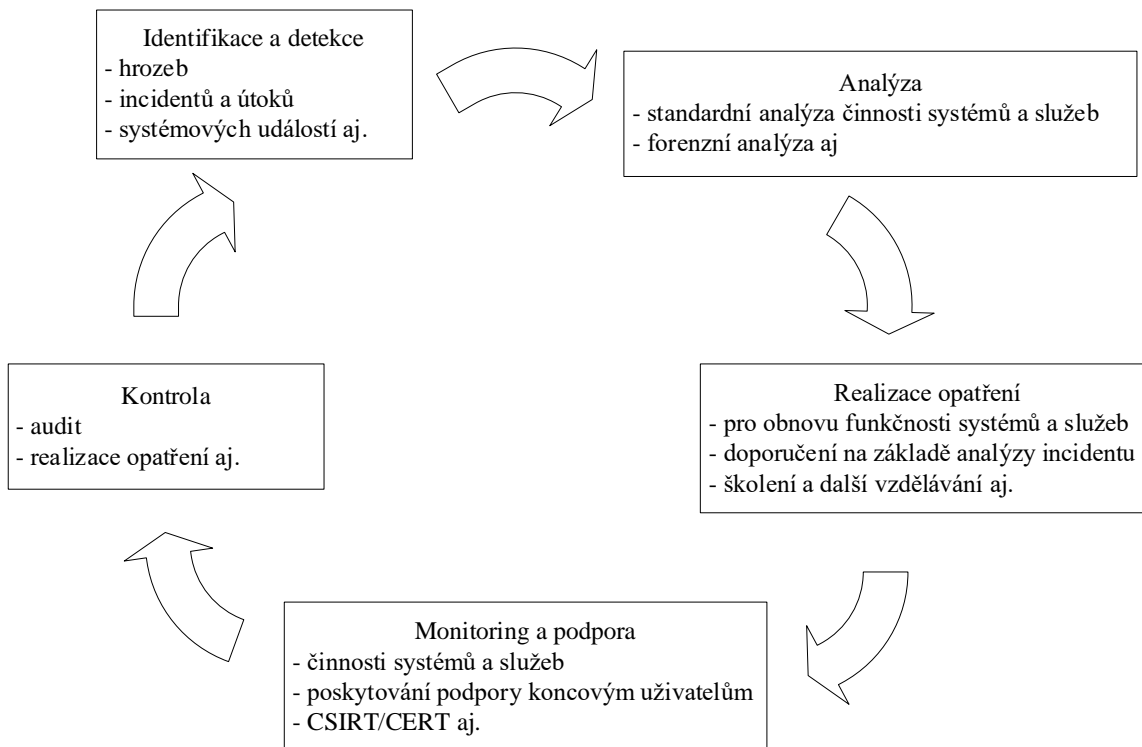 Identifikace a detekce
- hrozeb
- incidentů a útoků
- systémových událostí aj.
Analýza
- standardní analýza činnosti systémů a služeb
- forenzní analýza aj
Realizace opatření
- pro obnovu funkčnosti systémů a služeb
- doporučení na základě analýzy incidentu
- školení a další vzdělávání aj.
Monitoring a podpora
- činnosti systémů a služeb
- poskytování podpory koncovým uživatelům
- CSIRT/CERT aj.
Kontrola
- audit
- realizace opatření aj.